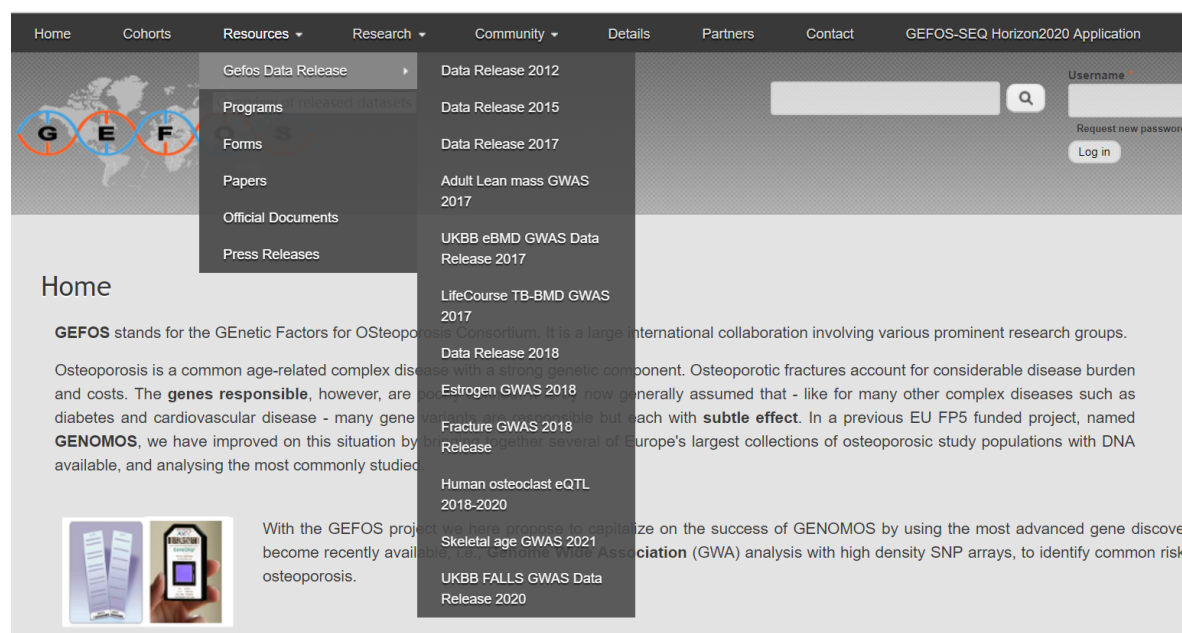 Home Cohorts Resources Research Community Details Partners Contact GEFOS-SEQ Horizon2020 Application
Gefos Data Release
Programs
Forms
Papers
Official Documents
Press Releases
Data Release 2012
Data Release 2015
Data Release 2017
Adult Lean mass GWAS
2017
UKBB eBMD GWAS Data
Release 2017
LifeCourse TB-BMD GWAS
2017
Data Release 2018
Estrogen GWAS 2018
Fracture GWAS 2018
Release
Human osteoclast eQTL
2018-2020
Skeletal age GWAS 2021
UKBB FALLS GWAS Data
Release 2020
released datasets
G E F O S
Username
Request new passwor
Log in
Home
GEFOS stands for the GEnetic Factors for OSteoporosis Consortium. It is a large international collaboration involving various prominent research groups.
Osteoporosis is a common age-related complex disease with a strong genetic component. Osteoporotic fractures account for considerable disease burden
and costs. The genes responsible, however, are now generally assumed that - like for many other complex diseases such as
diabetes and cardiovascular disease - many gene variants are responsible but each with subtle effect. In a previous EU FP5 funded project, named
GENOMOS, we have improved on this situation by bringing together several of Europe's largest collections of osteoporosic study populations with DNA
available, and analysing the most commonly studied.
With the GEFOS project we here propose to capitalize on the success of GENOMOS by using the most advanced gene discove
become recently available, i.e., Genome Wide Association (GWA) analysis with high density SNP arrays, to identify common risk
osteoporosis.